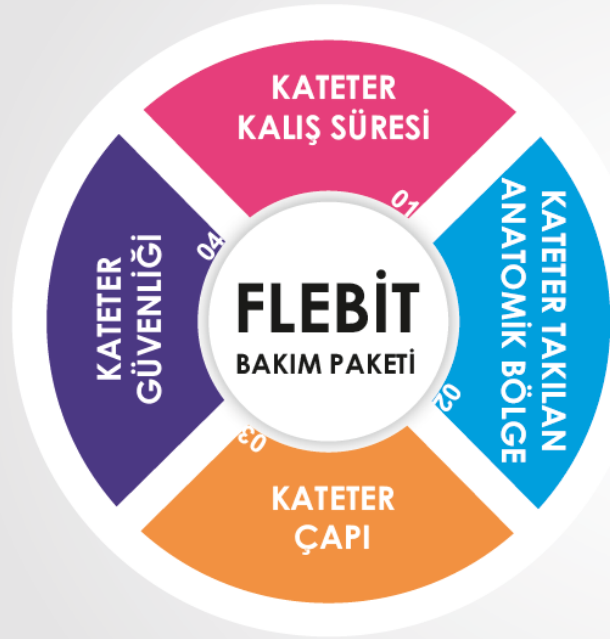 KATETER
KALIŞ SÜRESİ
01
KATETER TAKILAN
ANATOMİK BÖLGE
02
KATETER
ÇAPI
03
KATETER
GÜVENLİĞİ
04
FLEBİT
BAKIM PAKETİ